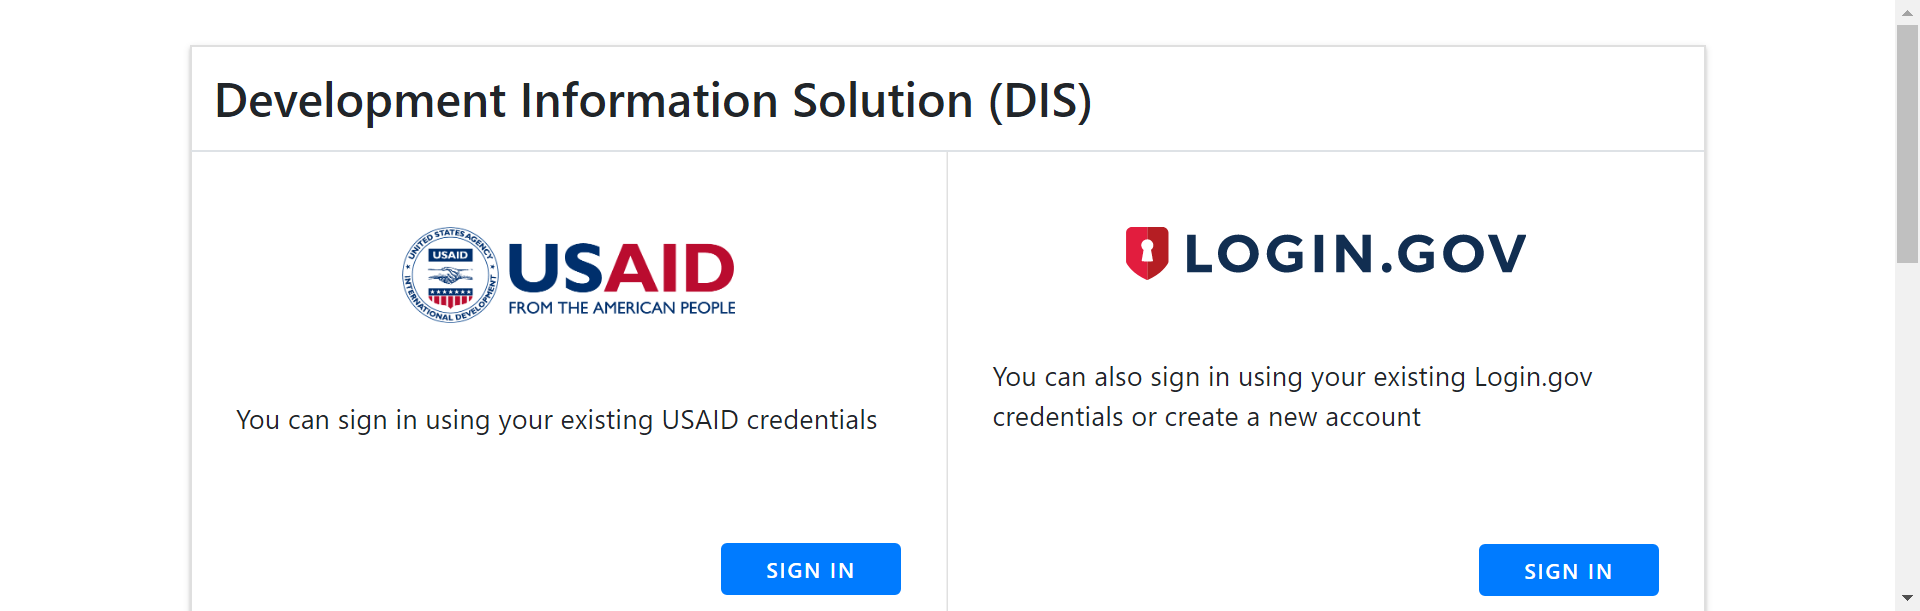 Development Information Solution (DIS)
UNITED STATES AGENCY
USAID
INTERNATIONAL DEVELOPMENT
USAID
FROM THE AMERICAN PEOPLE
You can sign in using your existing USAID credentials
SIGN IN
LOGIN.GOV
You can also sign in using your existing Login.gov
credentials or create a new account
SIGN IN